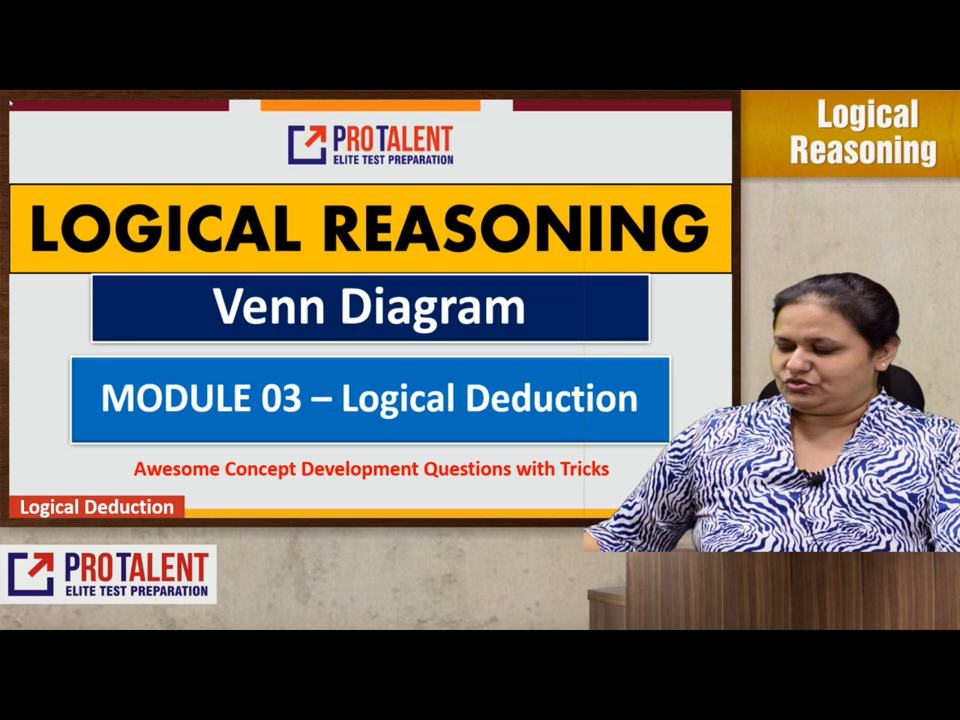 PROTALENT
ELITE TEST PREPARATION
Logical
Reasoning
LOGICAL REASONING
Venn Diagram
MODULE 03 – Logical Deduction
Awesome Concept Development Questions with Tricks
Logical Deduction
PROTALENT
ELITE TEST PREPARATION